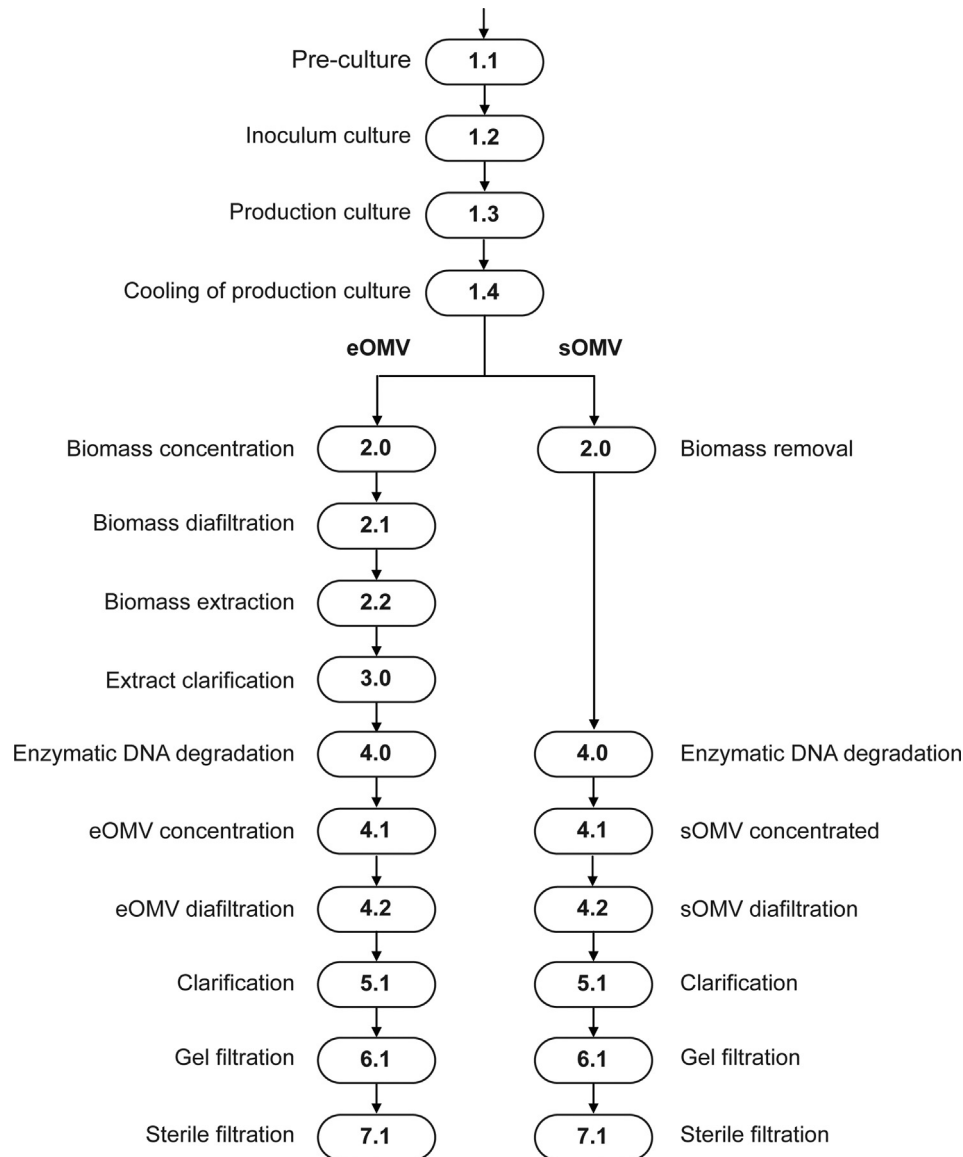 Pre-culture 1.1
Inoculum culture 1.2
Production culture 1.3
Cooling of production culture 1.4
eOMV sOMV
Biomass concentration 2.0 2.0 Biomass removal
Biomass diafiltration 2.1
Biomass extraction 2.2
Extract clarification 3.0
Enzymatic DNA degradation 4.0 4.0 Enzymatic DNA degradation
eOMV concentration 4.1 4.1 sOMV concentrated
eOMV diafiltration 4.2 4.2 sOMV diafiltration
Clarification 5.1 5.1 Clarification
Gel filtration 6.1 6.1 Gel filtration
Sterile filtration 7.1 7.1 Sterile filtration